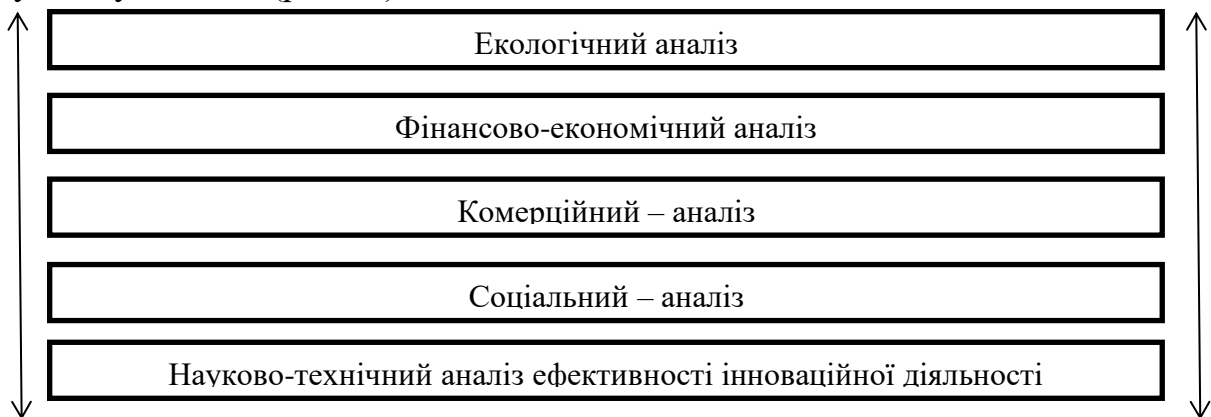 Екологічний аналіз
Фінансово-економічний аналіз
Комерційний – аналіз
Соціальний – аналіз
Науково-технічний аналіз ефективності інноваційної діяльності